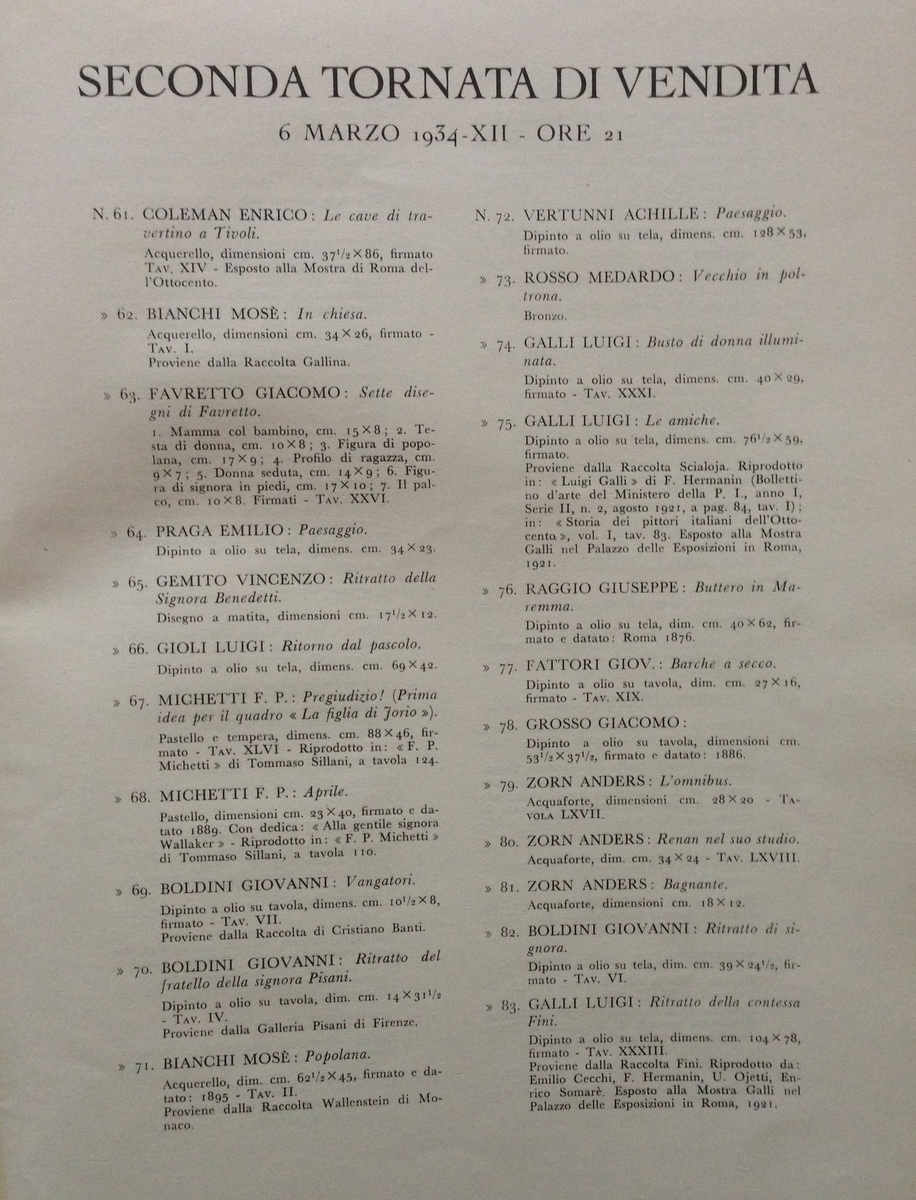 SECONDA TORNATA DI VENDITA
6 MARZO 1934-XII - ORE 21
N. 61. COLEMAN ENRICO: Le cave di tra-
vertino a Tivoli.
Acquerello, dimensioni cm. 37¹/₂×86, firmato
TAV. XIV - Esposto alla Mostra di Roma del-
l'Ottocento.
» 62. BIANCHI MOSÈ: In chiesa.
Acquerello, dimensioni cm. 34×26, firmato -
TAV. I.
Proviene dalla Raccolta Gallina.
» 63. FAVRETTO GIACOMO: Sette dise-
gni di Favretto.
1. Mamma col bambino, cm. 15×8; 2. Te-
sta di donna, cm. 10×8; 3. Figura di popo-
lana, cm. 17×9; 4. Profilo di ragazza, cm.
9×7; 5. Donna seduta, cm. 14×9; 6. Figu-
ra di signora in piedi, cm. 17×10; 7. Il pal-
co, cm. 10×8. Firmati - TAV. XXVI.
» 64. PRAGA EMILIO: Paesaggio.
Dipinto a olio su tela, dimens. cm. 34×23.
» 65. GEMITO VINCENZO: Ritratto della
Signora Benedetti.
Disegno a matita, dimensioni cm. 17¹/₂×12.
» 66. GIOLI LUIGI: Ritorno dal pascolo.
Dipinto a olio su tela, dimens. cm. 69×42.
» 67. MICHETTI F. P.: Pregiudizio! (Prima
idea per il quadro « La figlia di Jorio »).
Pastello e tempera, dimens. cm. 88×46, fir-
mato - TAV. XLVI - Riprodotto in: « F. P.
Michetti » di Tommaso Sillani, a tavola 124.
» 68. MICHETTI F. P.: Aprile.
Pastello, dimensioni cm. 23×40, firmato e da-
tato 1889. Con dedica: « Alla gentile signora
Wallaker » - Riprodotto in: « F. P. Michetti »
di Tommaso Sillani, a tavola 110.
» 69. BOLDINI GIOVANNI: Vangatori.
Dipinto a olio su tavola, dimens. cm. 10¹/₂×8,
firmato - TAV. VII.
Proviene dalla Raccolta di Cristiano Banti.
» 70. BOLDINI GIOVANNI: Ritratto del
fratello della signora Pisani.
Dipinto a olio su tavola, dim. cm. 14×31¹/₂
- TAV. IV.
Proviene dalla Galleria Pisani di Firenze.
» 71. BIANCHI MOSÈ: Popolana.
Acquerello, dim. cm. 62¹/₂×45, firmato e da-
tato: 1895 - TAV. II.
Proviene dalla Raccolta Wallenstein di Mo-
naco.
N. 72. VERTUNNI ACHILLE: Paesaggio.
Dipinto a olio su tela, dimens. cm. 128×53,
firmato.
» 73. ROSSO MEDARDO: Vecchio in pol-
trona.
Bronzo.
» 74. GALLI LUIGI: Busto di donna illumi-
nata.
Dipinto a olio su tela, dimens. cm. 40×29,
firmato - TAV. XXXI.
» 75. GALLI LUIGI: Le amiche.
Dipinto a olio su tela, dimens. cm. 76¹/₂×59,
firmato.
Proviene dalla Raccolta Scialoja. Riprodotto
in: « Luigi Galli » di F. Hermanin (Bolletti-
no d'arte del Ministero della P. I., anno I,
Serie II, n. 2, agosto 1921, a pag. 84, tav. I);
in: « Storia dei pittori italiani dell'Otto-
cento », vol. I, tav. 83. Esposto alla Mostra
Galli nel Palazzo delle Esposizioni in Roma,
1921.
» 76. RAGGIO GIUSEPPE: Buttero in Ma-
remma.
Dipinto a olio su tela, dim. cm. 40×62, fir-
mato e datato: Roma 1876.
» 77. FATTORI GIOV.: Barche a secco.
Dipinto a olio su tavola, dim. cm. 27×16,
firmato - TAV. XIX.
» 78. GROSSO GIACOMO:
Dipinto a olio su tavola, dimensioni cm.
53¹/₂×37¹/₂, firmato e datato: 1886.
» 79. ZORN ANDERS: L'omnibus.
Acquaforte, dimensioni cm. 28×20 - TA-
VOLA LXVII.
» 80. ZORN ANDERS: Renan nel suo studio.
Acquaforte, dim. cm. 34×24 - TAV. LXVIII.
» 81. ZORN ANDERS: Bagnante.
Acquaforte, dimensioni cm. 18×12.
» 82. BOLDINI GIOVANNI: Ritratto di si-
gnora.
Dipinto a olio su tela, dim. cm. 39×24¹/₂, fir-
mato - TAV. VI.
» 83. GALLI LUIGI: Ritratto della contessa
Fini.
Dipinto a olio su tela, dimens. cm. 104×78,
firmato - TAV. XXXIII.
Proviene dalla Raccolta Fini. Riprodotto da:
Emilio Cecchi, F. Hermanin, U. Ojetti, En-
rico Somarè. Esposto alla Mostra Galli nel
Palazzo delle Esposizioni in Roma, 1921.